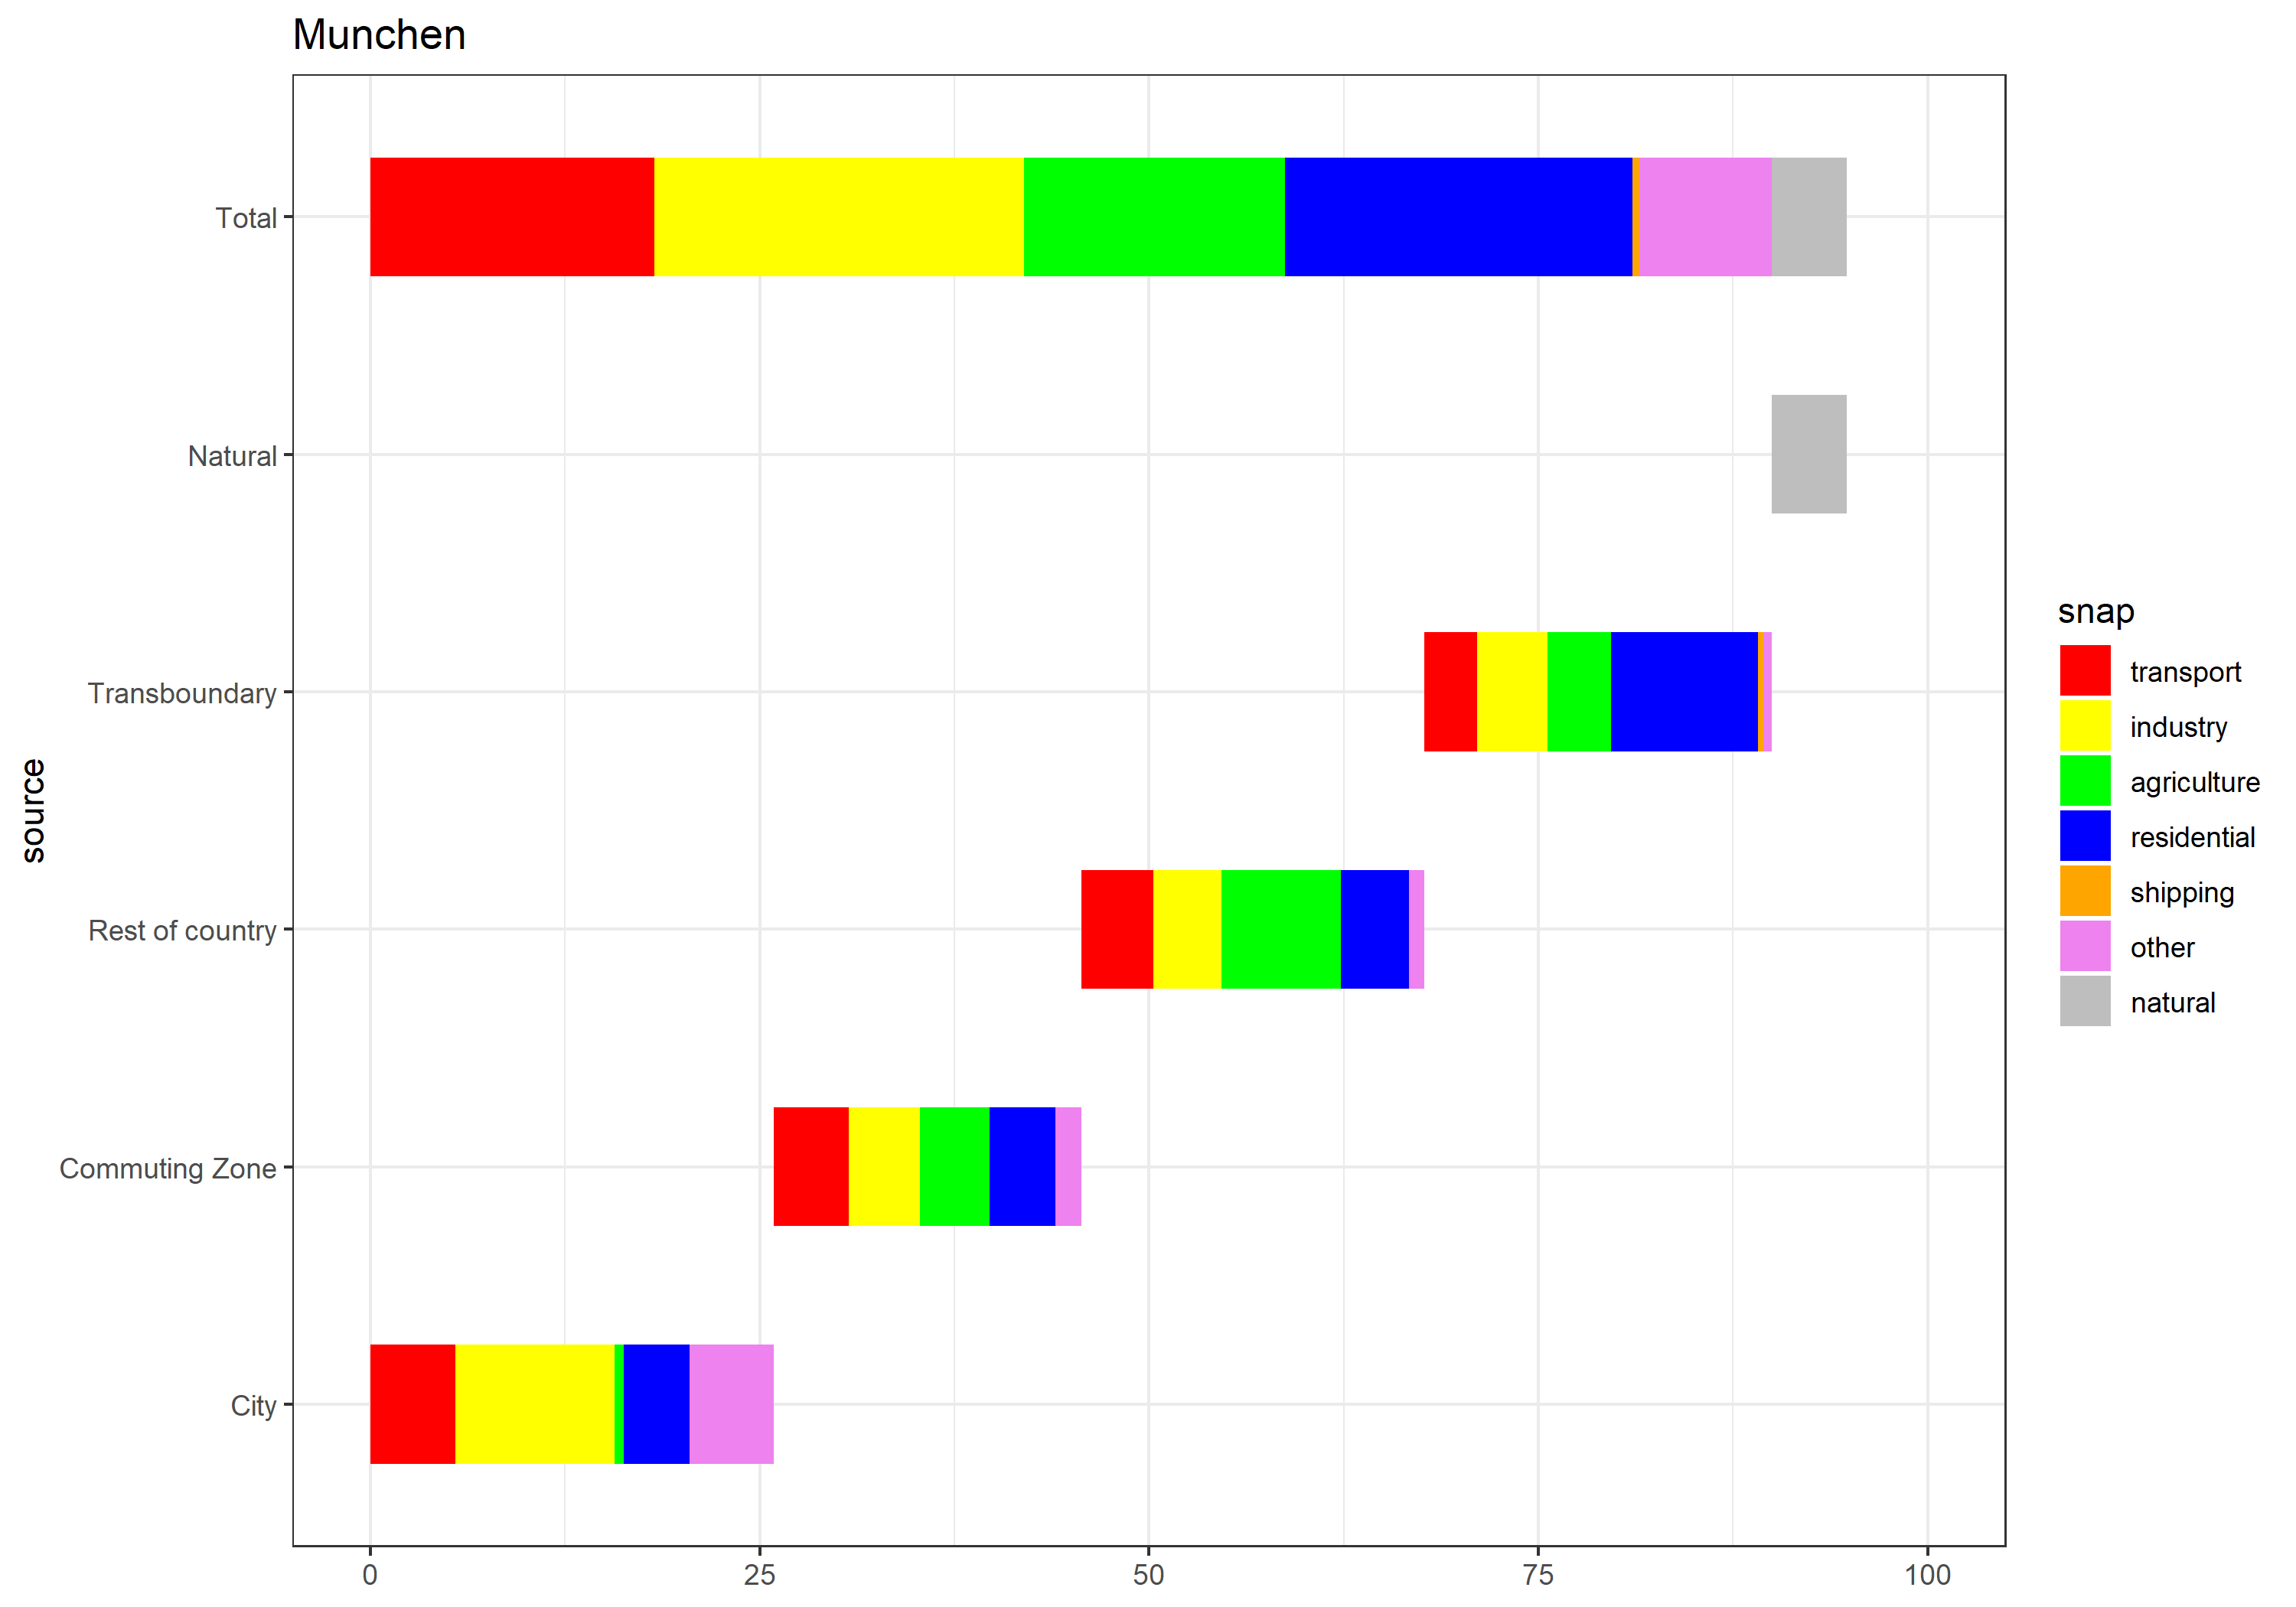 Munchen
Total
Natural
Transboundary
Rest of country
Commuting Zone
City
source
0 25 50 75 100
snap
transport
industry
agriculture
residential
shipping
other
natural